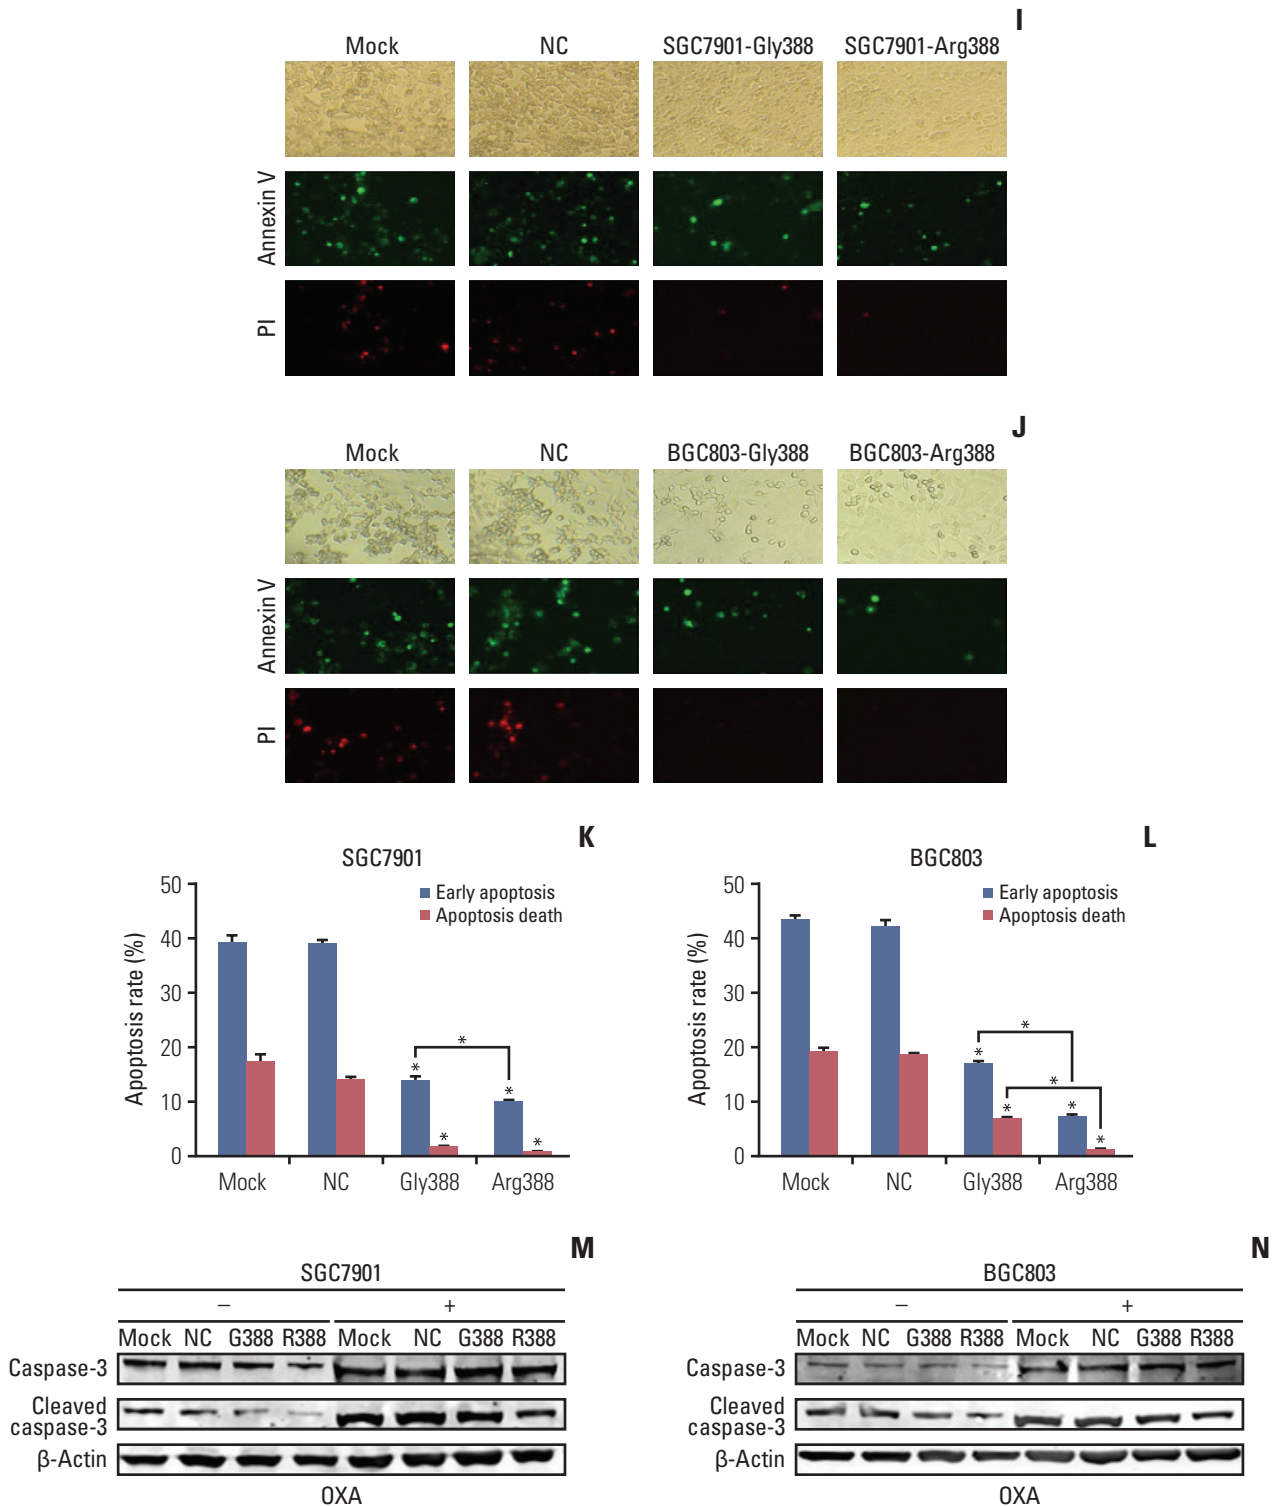 I
Mock NC SGC7901-Gly388 SGC7901-Arg388
Annexin V
PI
J
Mock NC BGC803-Gly388 BGC803-Arg388
Annexin V
PI
K
SGC7901
Early apoptosis
Apoptosis death
Apoptosis rate (%)
50
40
30
20
10
0
* * * * *
Mock NC Gly388 Arg388
L
BGC803
Early apoptosis
Apoptosis death
Apoptosis rate (%)
50
40
30
20
10
0
* * * * * *
Mock NC Gly388 Arg388
M
SGC7901
– +
Mock NC G388 R388 Mock NC G388 R388
Caspase-3
Cleaved
caspase-3
β-Actin
OXA
N
BGC803
– +
Mock NC G388 R388 Mock NC G388 R388
Caspase-3
Cleaved
caspase-3
β-Actin
OXA